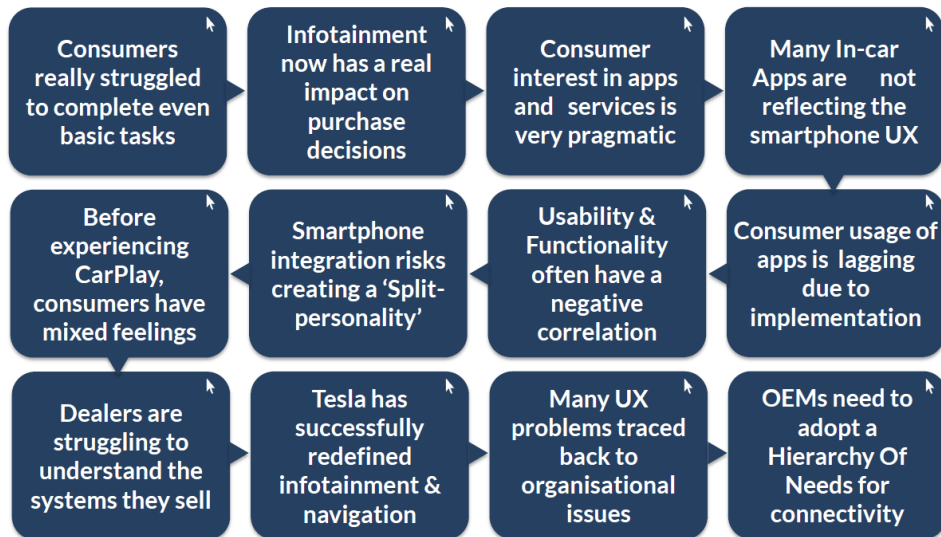 Consumers
really struggled
to complete even
basic tasks
Infotainment
now has a real
impact on
purchase
decisions
Consumer
interest in apps
and services is
very pragmatic
Many In-car
Apps are not
reflecting the
smartphone UX
Consumer usage of
apps is lagging
due to
implementation
Usability &
Functionality
often have a
negative
correlation
Smartphone
integration risks
creating a ‘Split-
personality’
Before
experiencing
CarPlay,
consumers have
mixed feelings
Dealers are
struggling to
understand the
systems they sell
Tesla has
successfully
redefined
infotainment &
navigation
Many UX
problems traced
back to
organisational
issues
OEMs need to
adopt a
Hierarchy Of
Needs for
connectivity